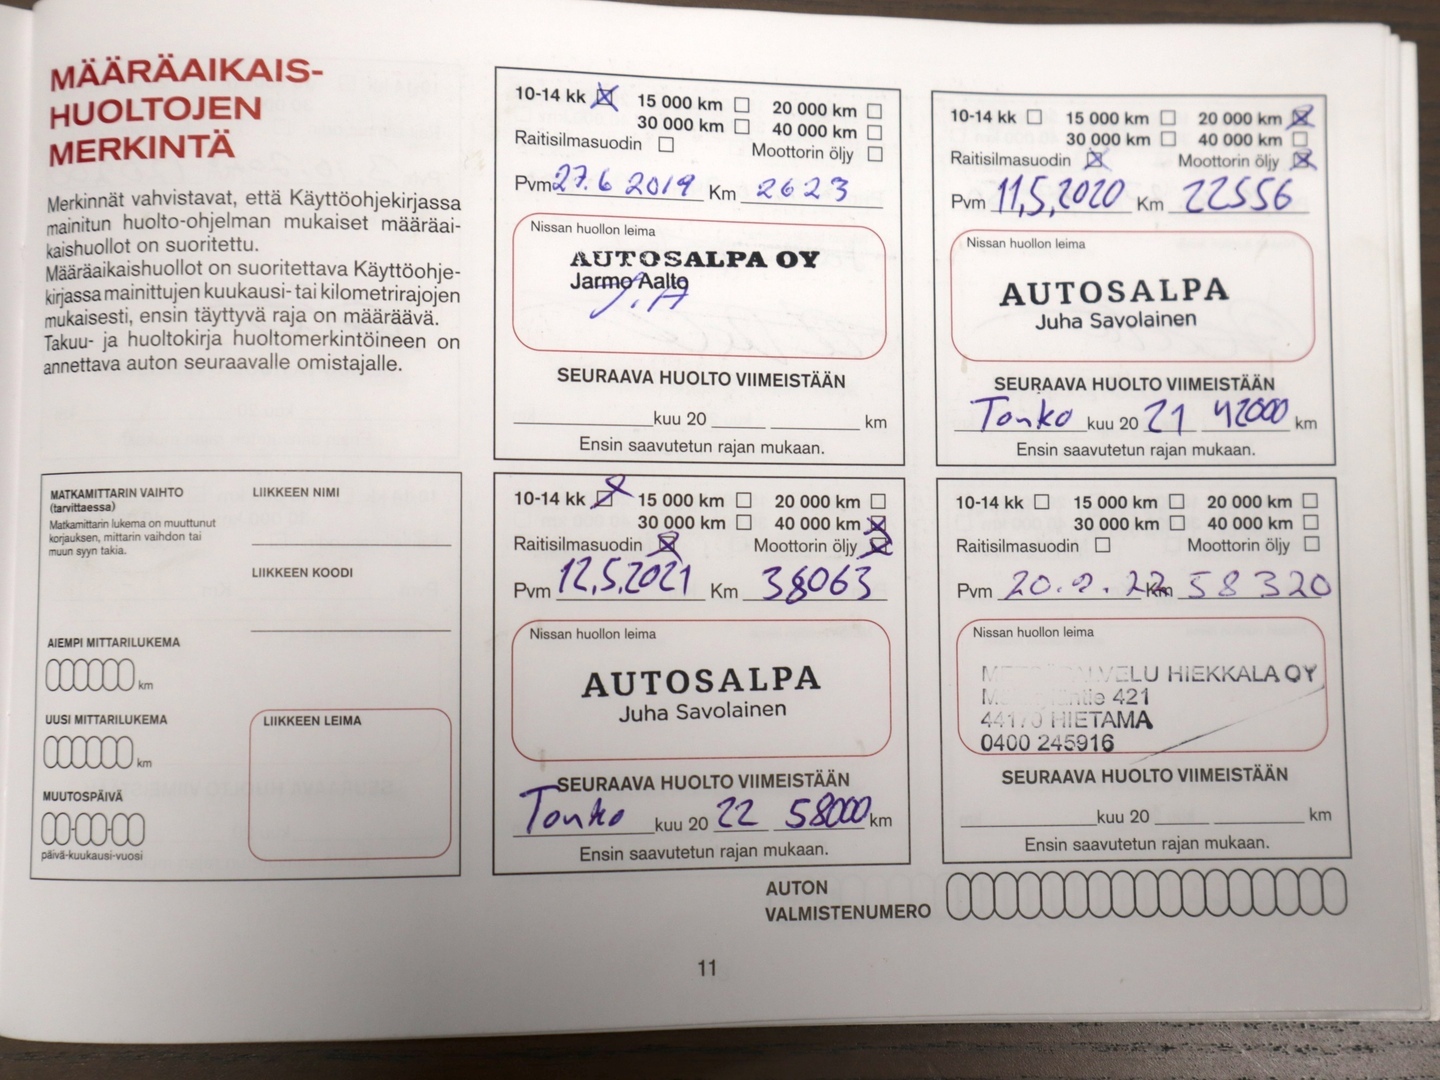 MÄÄRÄAIKAIS-
HUOLTOJEN
MERKINTÄ
Merkinnät vahvistavat, että Käyttöohjekirjassa
mainitun huolto-ohjelman mukaiset määräai-
kaishuollot on suoritettu.
Määräaikaishuollot on suoritettava Käyttöohje-
kirjassa mainittujen kuukausi- tai kilometrirajojen
mukaisesti, ensin täyttyvä raja on määräävä.
Takuu- ja huoltokirja huoltomerkintöineen on
annettava auton seuraavalle omistajalle.
MATKAMITTARIN VAIHTO
(tarvittaessa)
Matkamittarin lukema on muuttunut
korjauksen, mittarin vaihdon tai
muun syyn takia.
LIIKKEEN NIMI
LIIKKEEN KOODI
AIEMPI MITTARILUKEMA
km
UUSI MITTARILUKEMA
km
MUUTOSPÄIVÄ
päivä-kuukausi-vuosi
LIIKKEEN LEIMA
10-14 kk 15 000 km 20 000 km
30 000 km 40 000 km
Raitisilmasuodin Moottorin öljy
Pvm 27.6 2019 Km 2623
Nissan huollon leima
AUTOSALPA OY
Jarmo Aalto
J.A
SEURAAVA HUOLTO VIIMEISTÄÄN
kuu 20 km
Ensin saavutetun rajan mukaan.
10-14 kk 15 000 km 20 000 km
30 000 km 40 000 km
Raitisilmasuodin Moottorin öljy
Pvm 11,5,2020 Km 22556
Nissan huollon leima
AUTOSALPA
Juha Savolainen
SEURAAVA HUOLTO VIIMEISTÄÄN
Touko kuu 20 21 42000 km
Ensin saavutetun rajan mukaan.
10-14 kk 15 000 km 20 000 km
30 000 km 40 000 km
Raitisilmasuodin Moottorin öljy
Pvm 12,5,2021 Km 38063
Nissan huollon leima
AUTOSALPA
Juha Savolainen
SEURAAVA HUOLTO VIIMEISTÄÄN
Touko kuu 20 22 58000 km
Ensin saavutetun rajan mukaan.
10-14 kk 15 000 km 20 000 km
30 000 km 40 000 km
Raitisilmasuodin Moottorin öljy
Pvm Km 58320
Nissan huollon leima
HIEKKALA OY
421
44170 HIETAMA
0400 245916
SEURAAVA HUOLTO VIIMEISTÄÄN
kuu 20 km
Ensin saavutetun rajan mukaan.
AUTON
VALMISTENUMERO
11